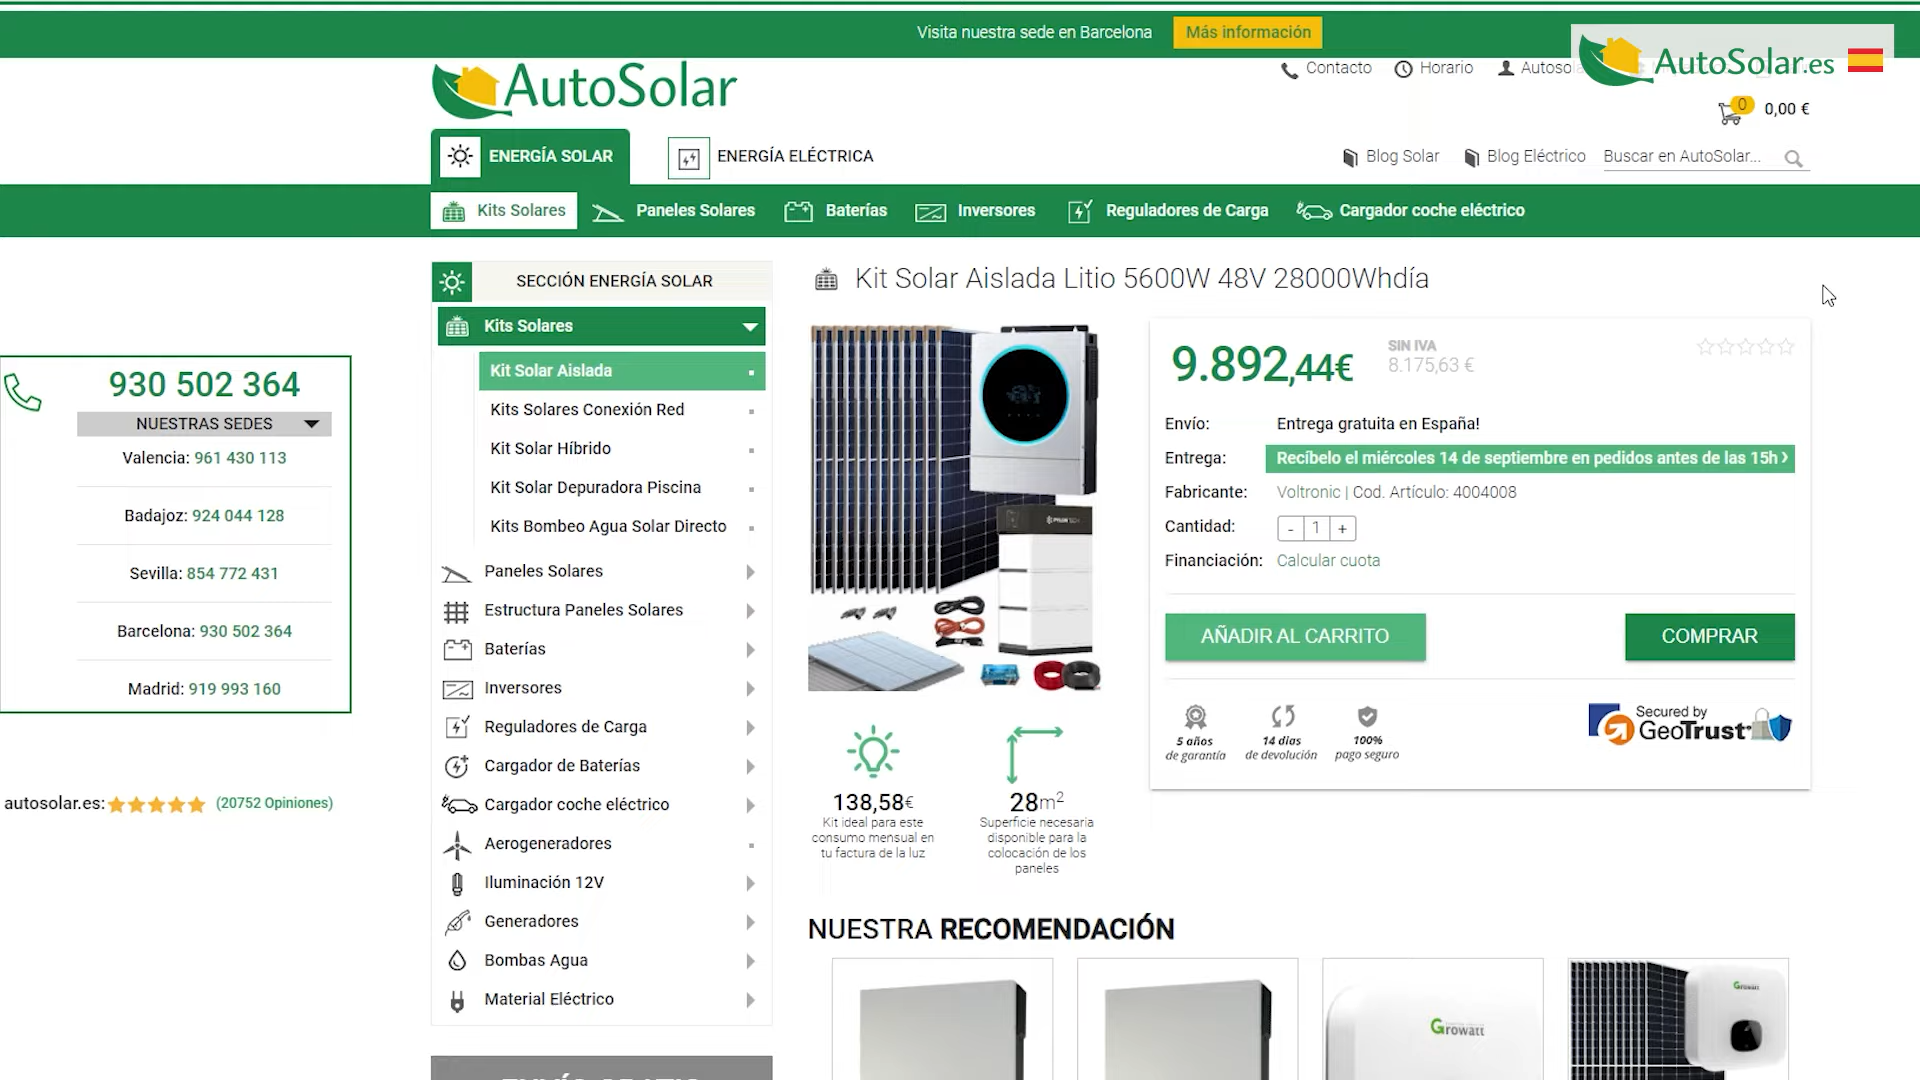 Visita nuestra sede en Barcelona
Más información
AutoSolar.es
AutoSolar
Contacto
Horario
0
0,00 €
ENERGÍA SOLAR
ENERGÍA ELÉCTRICA
Blog Solar
Blog Eléctrico
Buscar en AutoSolar...
Kits Solares
Paneles Solares
Baterías
Inversores
Reguladores de Carga
Cargador coche eléctrico
930 502 364
NUESTRAS SEDES
Valencia: 961 430 113
Badajoz: 924 044 128
Sevilla: 854 772 431
Barcelona: 930 502 364
Madrid: 919 993 160
autosolar.es:
(20752 Opiniones)
SECCIÓN ENERGÍA SOLAR
Kits Solares
Kit Solar Aislada
Kits Solares Conexión Red
Kit Solar Híbrido
Kit Solar Depuradora Piscina
Kits Bombeo Agua Solar Directo
Paneles Solares
Estructura Paneles Solares
Baterías
Inversores
Reguladores de Carga
Cargador de Baterías
Cargador coche eléctrico
Aerogeneradores
Iluminación 12V
Generadores
Bombas Agua
Material Eléctrico
Kit Solar Aislada Litio 5600W 48V 28000Whdía
9.892,44€
SIN IVA
8.175,63 €
Envío: Entrega gratuita en España!
Entrega: Recíbelo el miércoles 14 de septiembre en pedidos antes de las 15h ›
Fabricante: Voltronic | Cod. Artículo: 4004008
Cantidad: - 1 +
Financiación: Calcular cuota
AÑADIR AL CARRITO
COMPRAR
5 años
de garantía
14 dias
de devolución
100%
pago seguro
Secured by
GeoTrust
138,58€
Kit ideal para este
consumo mensual en
tu factura de la luz
28m²
Superficie necesaria
disponible para la
colocación de los
paneles
NUESTRA RECOMENDACIÓN
Growatt
Growatt